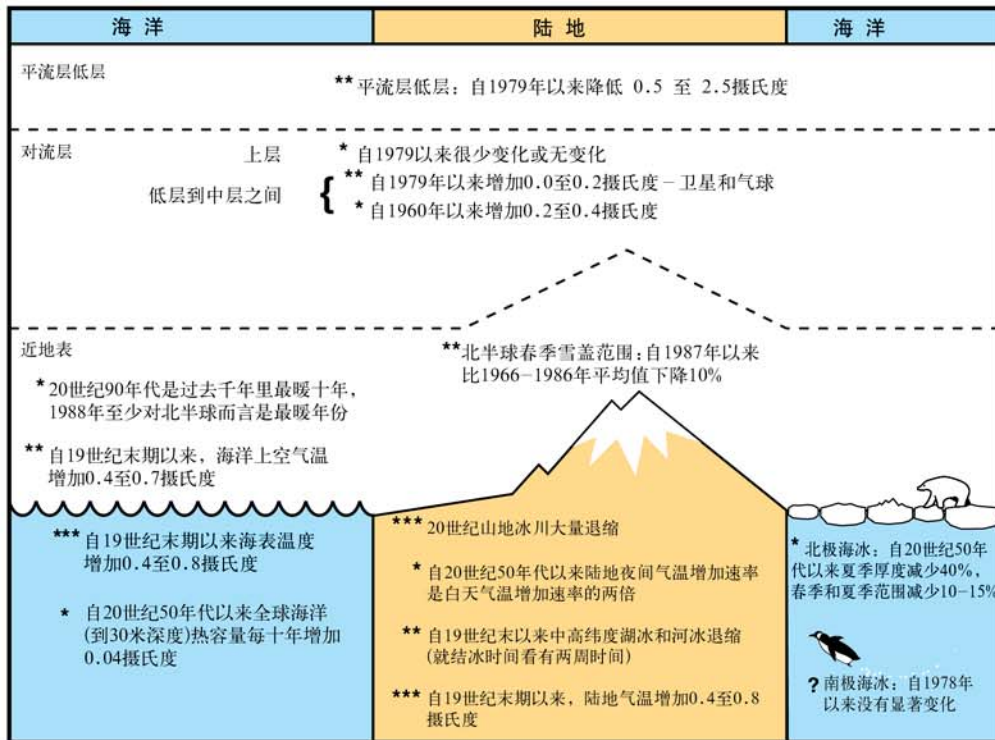 海洋
陆地
海洋
平流层低层
** 平流层低层：自1979年以来降低 0.5 至 2.5摄氏度
对流层
上层
* 自1979以来很少变化或无变化
低层到中层之间
** 自1979年以来增加0.0至0.2摄氏度－卫星和气球
* 自1960年以来增加0.2至0.4摄氏度
近地表
** 北半球春季雪盖范围：自1987年以来
比1966-1986年平均值下降10%
* 20世纪90年代是过去千年里最暖十年，
1988年至少对北半球而言是最暖年份
** 自19世纪末期以来，海洋上空气温
增加0.4至0.7摄氏度
*** 自19世纪末期以来海表温度
增加0.4至0.8摄氏度
* 自20世纪50年代以来全球海洋
(到30米深度)热容量每十年增加
0.04摄氏度
*** 20世纪山地冰川大量退缩
* 自20世纪50年代以来陆地夜间气温增加速率
是白天气温增加速率的两倍
** 自19世纪末以来中高纬度湖冰和河冰退缩
(就结冰时间看有两周时间)
*** 自19世纪末期以来，陆地气温增加0.4至0.8
摄氏度
* 北极海冰：自20世纪50年
代以来夏季厚度减少40%，
春季和夏季范围减少10-15%
? 南极海冰：自1978年
以来没有显著变化